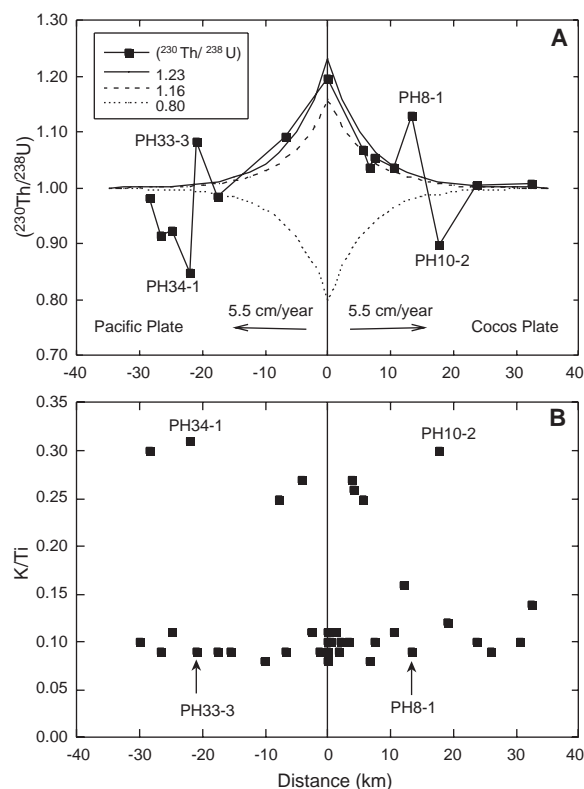 A
(²³⁰Th/²³⁸U)
1.23
1.16
0.80
1.30
1.20
1.10
1.00
0.90
0.80
0.70
(²³⁰Th/²³⁸U)
PH33-3
PH8-1
PH34-1
PH10-2
5.5 cm/year
5.5 cm/year
Pacific Plate
Cocos Plate
-40 -30 -20 -10 0 10 20 30 40
B
0.35
0.30
0.25
0.20
0.15
0.10
0.05
0.00
K/Ti
PH34-1
PH10-2
PH33-3
PH8-1
-40 -30 -20 -10 0 10 20 30 40
Distance (km)